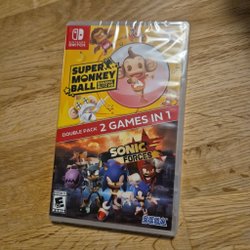 SUPER
MONKEY
BALL
DOUBLE PACK 2 GAMES IN 1
SONIC
FORCES
E
SEGA